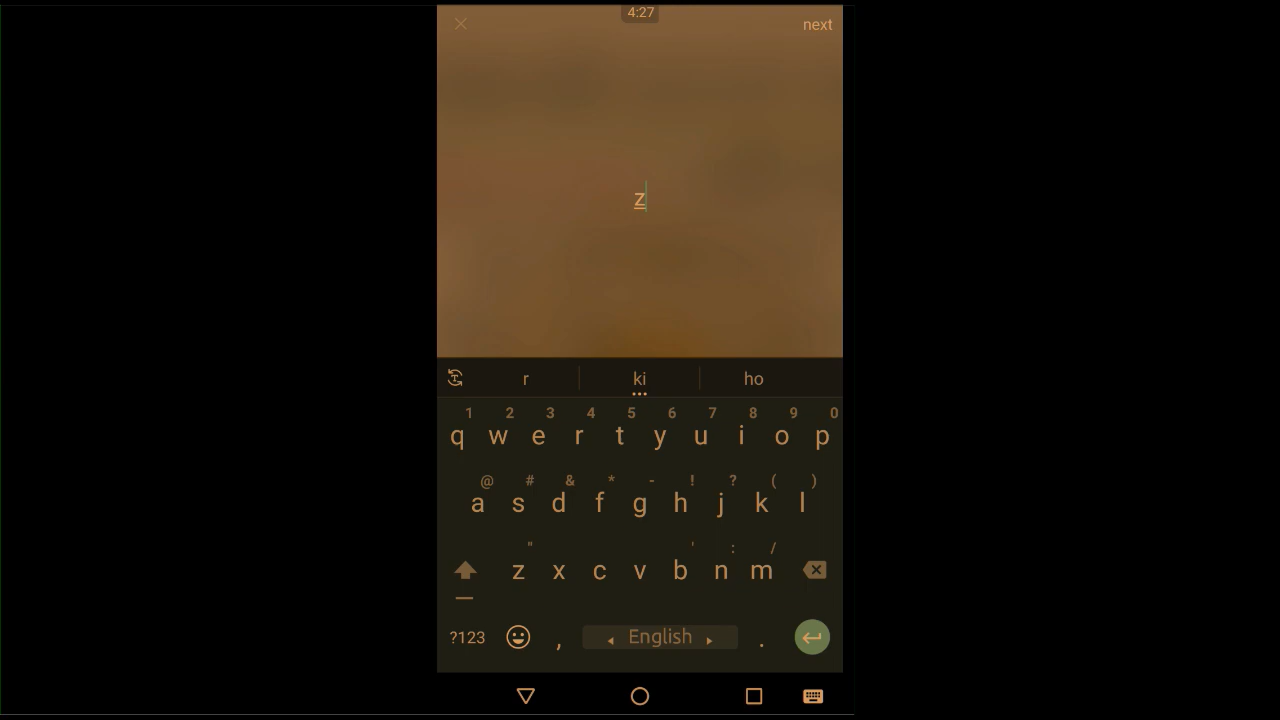 4:27
next
z
r ki ho
1 2 3 4 5 6 7 8 9 0
q w e r t y u i o p
@ # & * - ! ? ( )
a s d f g h j k l
" ' : /
z x c v b n m
?123 , English .